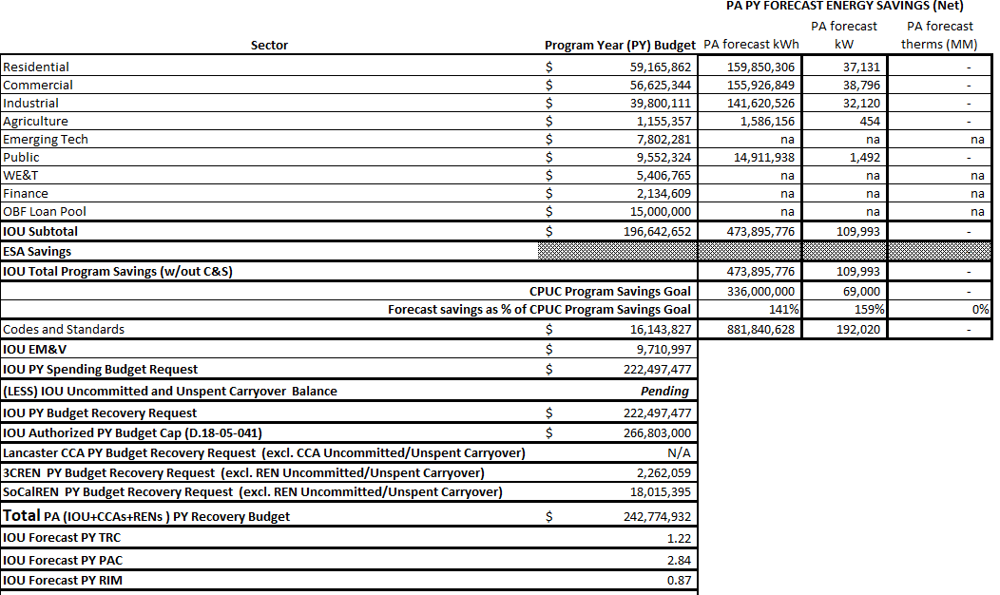 PA PY FORECAST ENERGY SAVINGS (Net)
Sector Program Year (PY) Budget PA forecast kWh PA forecast kW PA forecast therms (MM)
Residential $ 59,165,862 159,850,306 37,131 -
Commercial $ 56,625,344 155,926,849 38,796 -
Industrial $ 39,800,111 141,620,526 32,120 -
Agriculture $ 1,155,357 1,586,156 454 -
Emerging Tech $ 7,802,281 na na na
Public $ 9,552,324 14,911,938 1,492 -
WE&T $ 5,406,765 na na na
Finance $ 2,134,609 na na na
OBF Loan Pool $ 15,000,000 na na na
IOU Subtotal $ 196,642,652 473,895,776 109,993 -
ESA Savings
IOU Total Program Savings (w/out C&S) 473,895,776 109,993 -
CPUC Program Savings Goal 336,000,000 69,000 -
Forecast savings as % of CPUC Program Savings Goal 141% 159% 0%
Codes and Standards $ 16,143,827 881,840,628 192,020 -
IOU EM&V $ 9,710,997
IOU PY Spending Budget Request $ 222,497,477
(LESS) IOU Uncommitted and Unspent Carryover Balance Pending
IOU PY Budget Recovery Request $ 222,497,477
IOU Authorized PY Budget Cap (D.18-05-041) $ 266,803,000
Lancaster CCA PY Budget Recovery Request (excl. CCA Uncommitted/Unspent Carryover) N/A
3CREN PY Budget Recovery Request (excl. REN Uncommitted/Unspent Carryover) 2,262,059
SoCalREN PY Budget Recovery Request (excl. REN Uncommitted/Unspent Carryover) 18,015,395
Total PA (IOU+CCAs+RENs ) PY Recovery Budget $ 242,774,932
IOU Forecast PY TRC 1.22
IOU Forecast PY PAC 2.84
IOU Forecast PY RIM 0.87